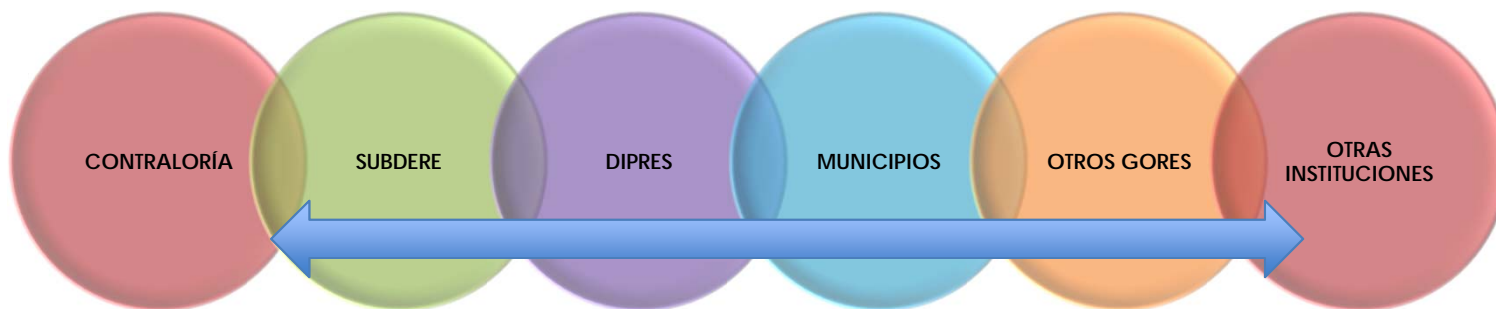 CONTRALORÍA
SUBDERE
DIPRES
MUNICIPIOS
OTROS GORES
OTRAS
INSTITUCIONES